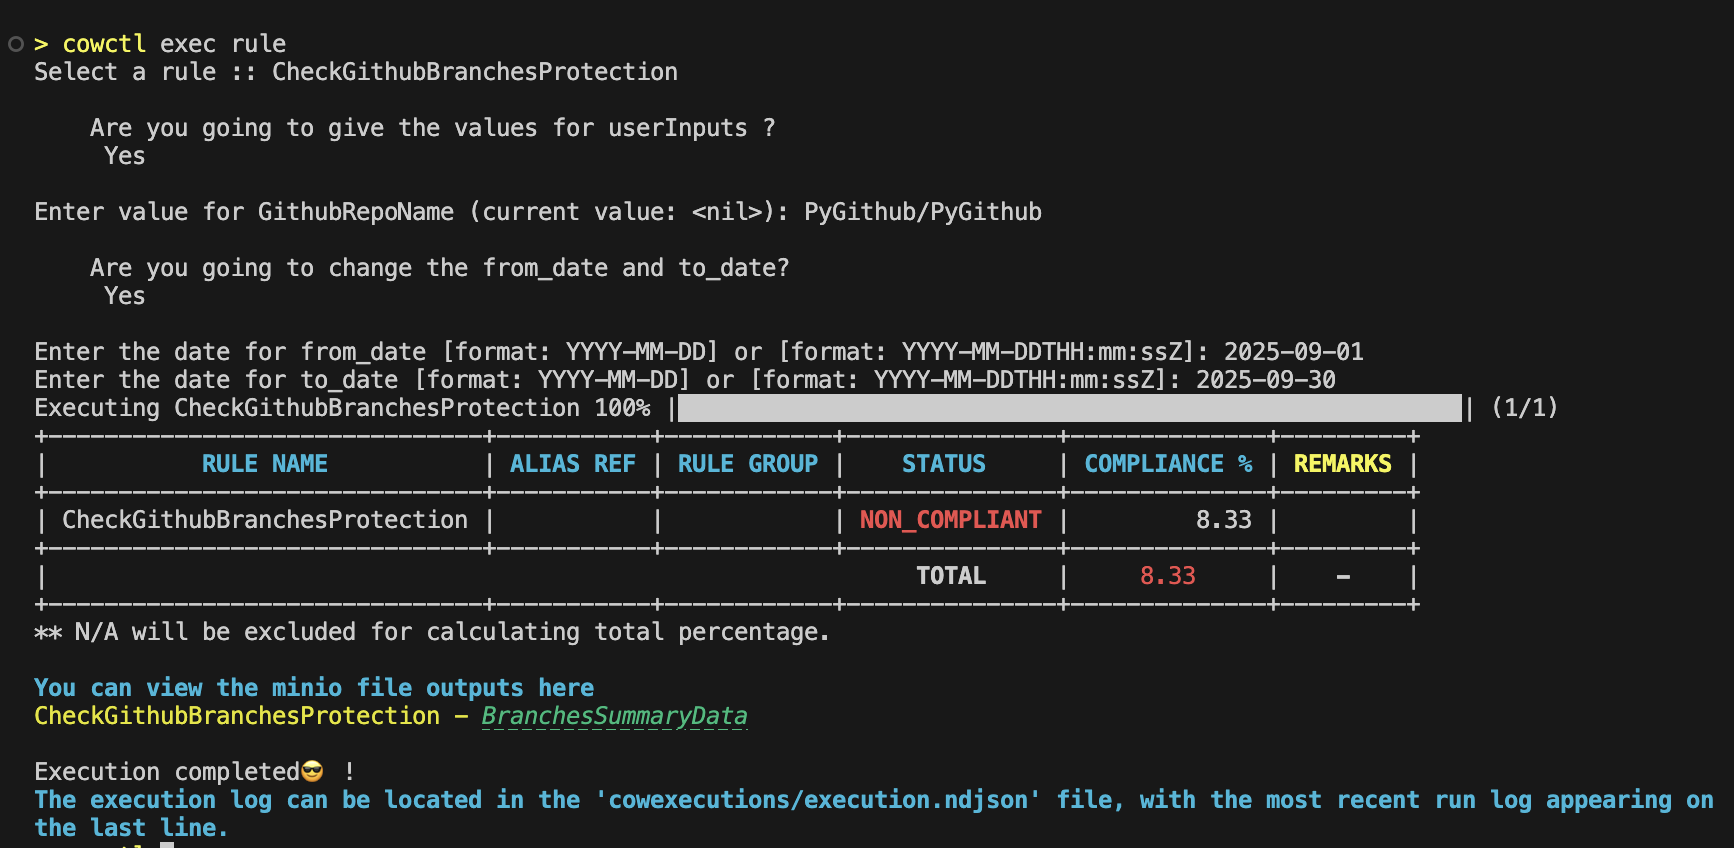 > cowctl exec rule
Select a rule :: CheckGithubBranchesProtection
Are you going to give the values for userInputs ?
Yes
Enter value for GithubRepoName (current value: <nil>): PyGithub/PyGithub
Are you going to change the from_date and to_date?
Yes
Enter the date for from_date [format: YYYY-MM-DD] or [format: YYYY-MM-DDTHH:mm:ssZ]: 2025-09-01
Enter the date for to_date [format: YYYY-MM-DD] or [format: YYYY-MM-DDTHH:mm:ssZ]: 2025-09-30
Executing CheckGithubBranchesProtection 100% | | (1/1)
+-------------------------------+-----------+------------+---------------+--------------+---------+
| RULE NAME | ALIAS REF | RULE GROUP | STATUS | COMPLIANCE % | REMARKS |
+-------------------------------+-----------+------------+---------------+--------------+---------+
| CheckGithubBranchesProtection | | | NON_COMPLIANT | 8.33 | |
+-------------------------------+-----------+------------+---------------+--------------+---------+
| TOTAL | 8.33 | - |
+-------------------------------+-----------+------------+---------------+--------------+---------+
** N/A will be excluded for calculating total percentage.
You can view the minio file outputs here
CheckGithubBranchesProtection - BranchesSummaryData
Execution completed😎 !
The execution log can be located in the 'cowexecutions/execution.ndjson' file, with the most recent run log appearing on
the last line.